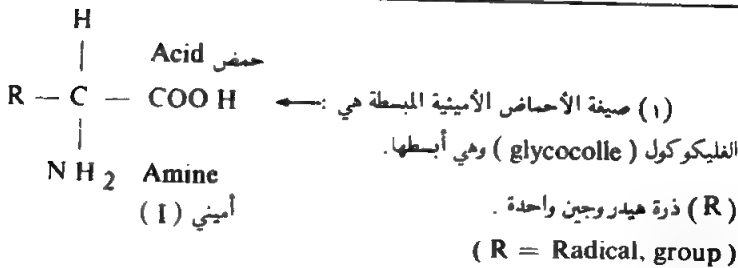 H
|
Acid حمض
R — C — COO H
|
N H2 Amine
أميني ( I )
(١) صيغة الأحماض الأمينية المبسطة هي : ←
الغليكوكول ( glycocolle ) وهي أبسطها.
( R ) ذرة هيدروجين واحدة .
( R = Radical, group )